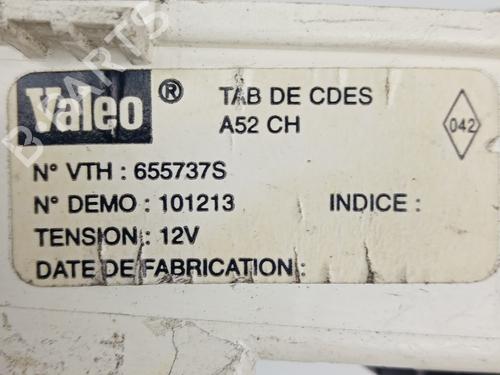 Valeo ® TAB DE CDES
A52 CH
042
N° VTH : 655737S
N° DEMO : 101213 INDICE :
TENSION : 12V
DATE DE FABRICATION :
B PARTS